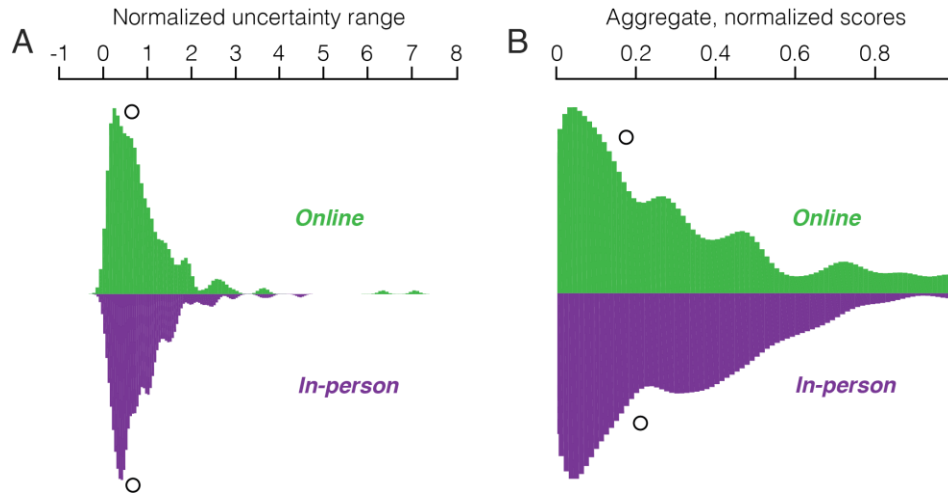 Normalized uncertainty range
A
-1 0 1 2 3 4 5 6 7 8
Online
In-person
Aggregate, normalized scores
B
0 0.2 0.4 0.6 0.8
Online
In-person